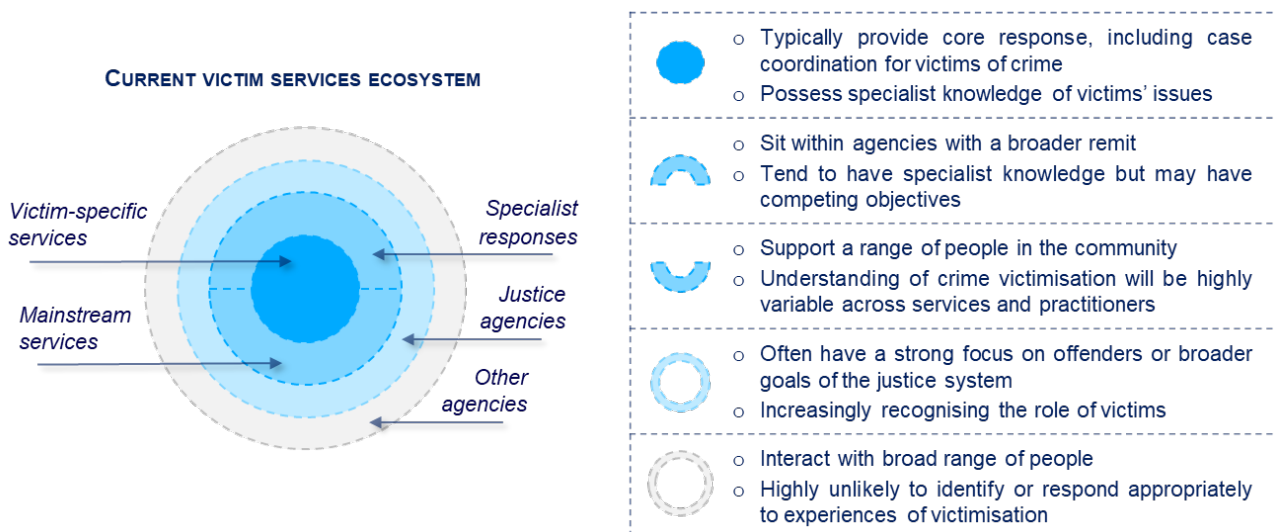 CURRENT VICTIM SERVICES ECOSYSTEM
Victim-specific
services
Specialist
responses
Mainstream
services
Justice
agencies
Other
agencies
o Typically provide core response, including case
coordination for victims of crime
o Possess specialist knowledge of victims’ issues
o Sit within agencies with a broader remit
o Tend to have specialist knowledge but may have
competing objectives
o Support a range of people in the community
o Understanding of crime victimisation will be highly
variable across services and practitioners
o Often have a strong focus on offenders or broader
goals of the justice system
o Increasingly recognising the role of victims
o Interact with broad range of people
o Highly unlikely to identify or respond appropriately
to experiences of victimisation